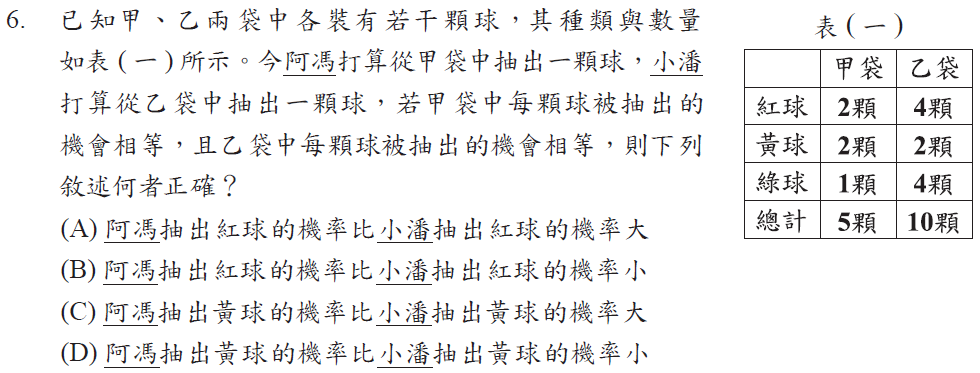 6. 已知甲、乙兩袋中各裝有若干顆球，其種類與數量
如表(一)所示。今阿馮打算從甲袋中抽出一顆球，小潘
打算從乙袋中抽出一顆球，若甲袋中每顆球被抽出的
機會相等，且乙袋中每顆球被抽出的機會相等，則下列
敘述何者正確？
(A) 阿馮抽出紅球的機率比小潘抽出紅球的機率大
(B) 阿馮抽出紅球的機率比小潘抽出紅球的機率小
(C) 阿馮抽出黃球的機率比小潘抽出黃球的機率大
(D) 阿馮抽出黃球的機率比小潘抽出黃球的機率小
表(一)
甲袋 乙袋
紅球 2顆 4顆
黃球 2顆 2顆
綠球 1顆 4顆
總計 5顆 10顆